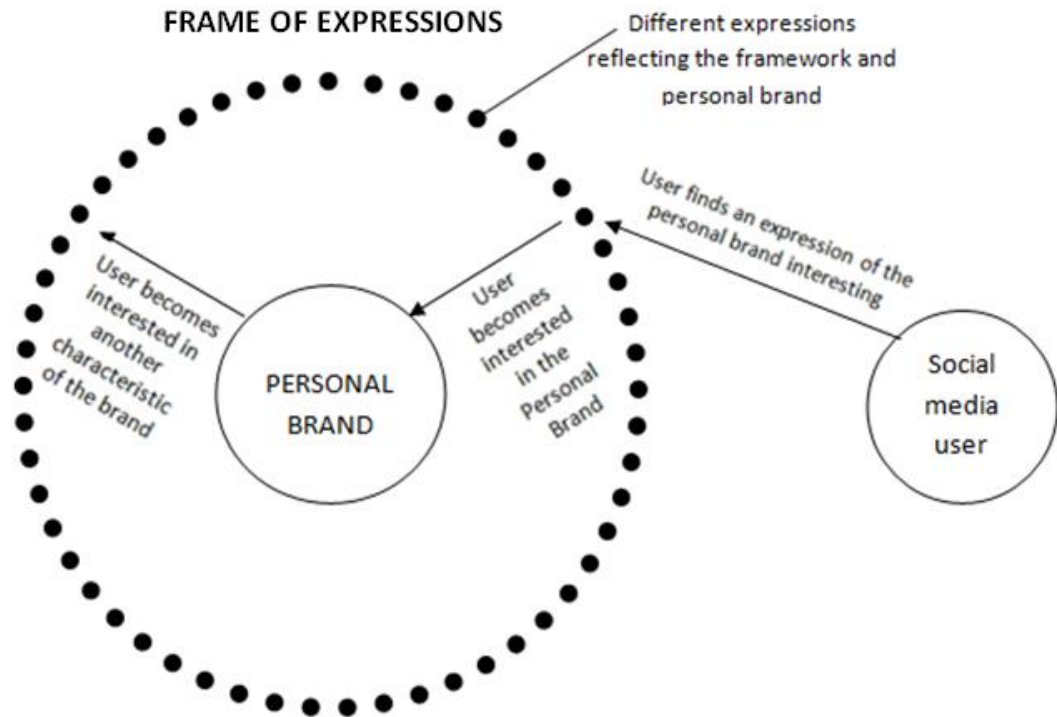 FRAME OF EXPRESSIONS
Different expressions
reflecting the framework and
personal brand
User finds an expression of the
personal brand interesting
User becomes
interested in
another
characteristic
of the brand
User
becomes
interested
in the
Personal
Brand
PERSONAL
BRAND
Social
media
user